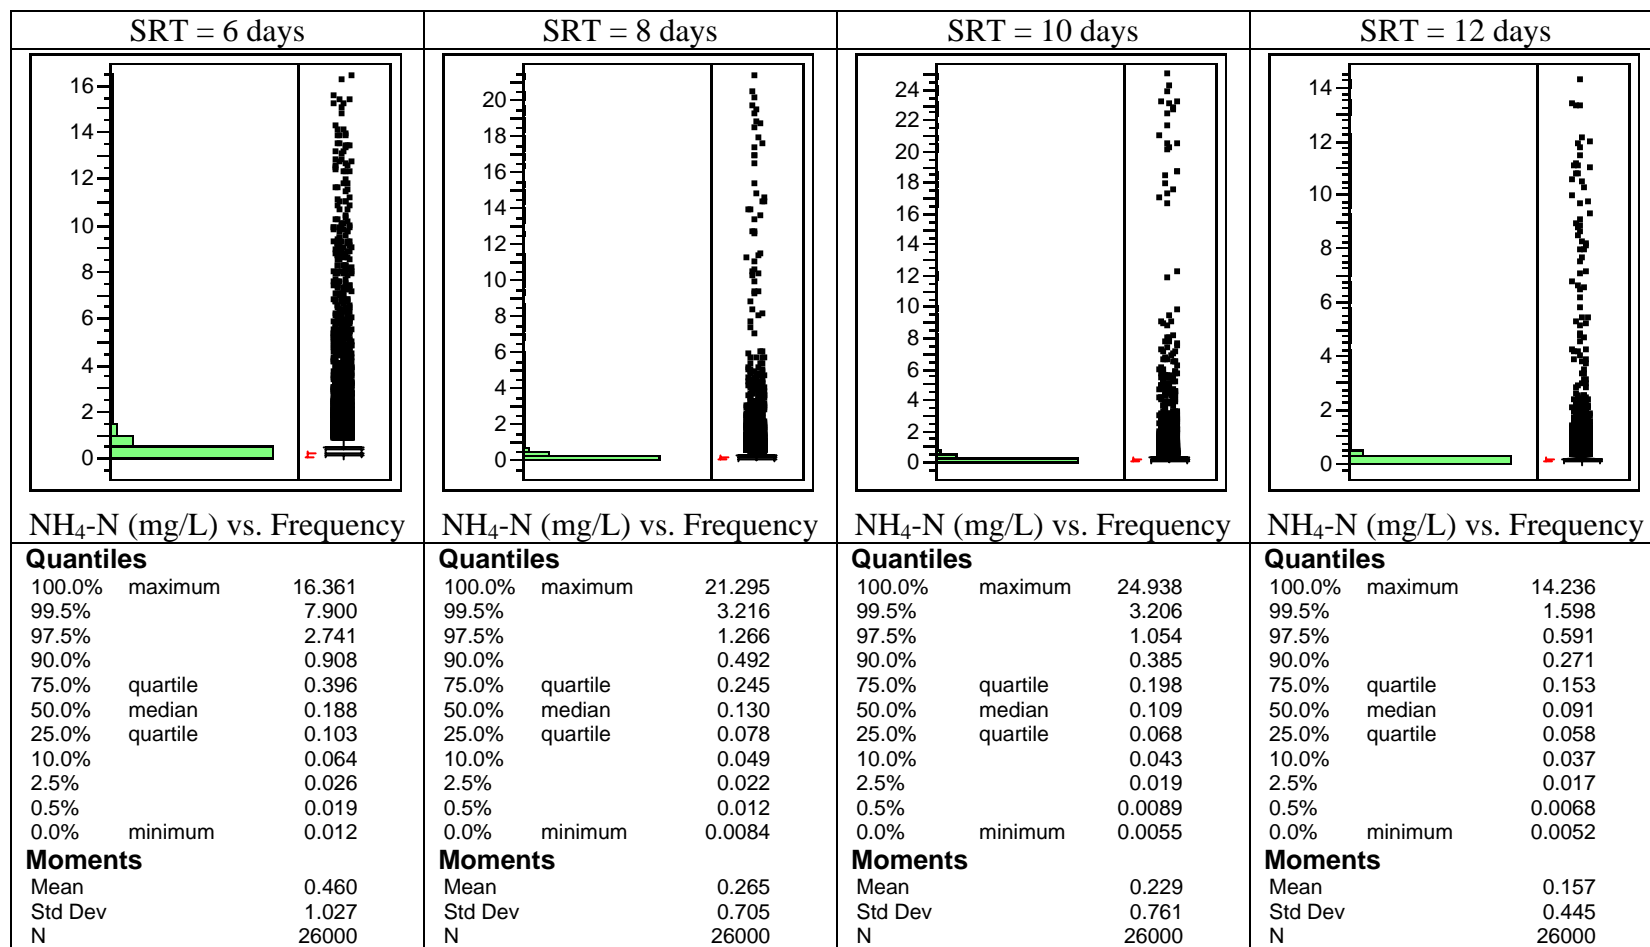 SRT = 6 days
16
14
12
10
8
6
4
2
0
NH₄-N (mg/L) vs. Frequency
Quantiles
100.0% maximum 16.361
99.5% 7.900
97.5% 2.741
90.0% 0.908
75.0% quartile 0.396
50.0% median 0.188
25.0% quartile 0.103
10.0% 0.064
2.5% 0.026
0.5% 0.019
0.0% minimum 0.012
Moments
Mean 0.460
Std Dev 1.027
N 26000
SRT = 8 days
20
18
16
14
12
10
8
6
4
2
0
NH₄-N (mg/L) vs. Frequency
Quantiles
100.0% maximum 21.295
99.5% 3.216
97.5% 1.266
90.0% 0.492
75.0% quartile 0.245
50.0% median 0.130
25.0% quartile 0.078
10.0% 0.049
2.5% 0.022
0.5% 0.012
0.0% minimum 0.0084
Moments
Mean 0.265
Std Dev 0.705
N 26000
SRT = 10 days
24
22
20
18
16
14
12
10
8
6
4
2
0
NH₄-N (mg/L) vs. Frequency
Quantiles
100.0% maximum 24.938
99.5% 3.206
97.5% 1.054
90.0% 0.385
75.0% quartile 0.198
50.0% median 0.109
25.0% quartile 0.068
10.0% 0.043
2.5% 0.019
0.5% 0.0089
0.0% minimum 0.0055
Moments
Mean 0.229
Std Dev 0.761
N 26000
SRT = 12 days
14
12
10
8
6
4
2
0
NH₄-N (mg/L) vs. Frequency
Quantiles
100.0% maximum 14.236
99.5% 1.598
97.5% 0.591
90.0% 0.271
75.0% quartile 0.153
50.0% median 0.091
25.0% quartile 0.058
10.0% 0.037
2.5% 0.017
0.5% 0.0068
0.0% minimum 0.0052
Moments
Mean 0.157
Std Dev 0.445
N 26000